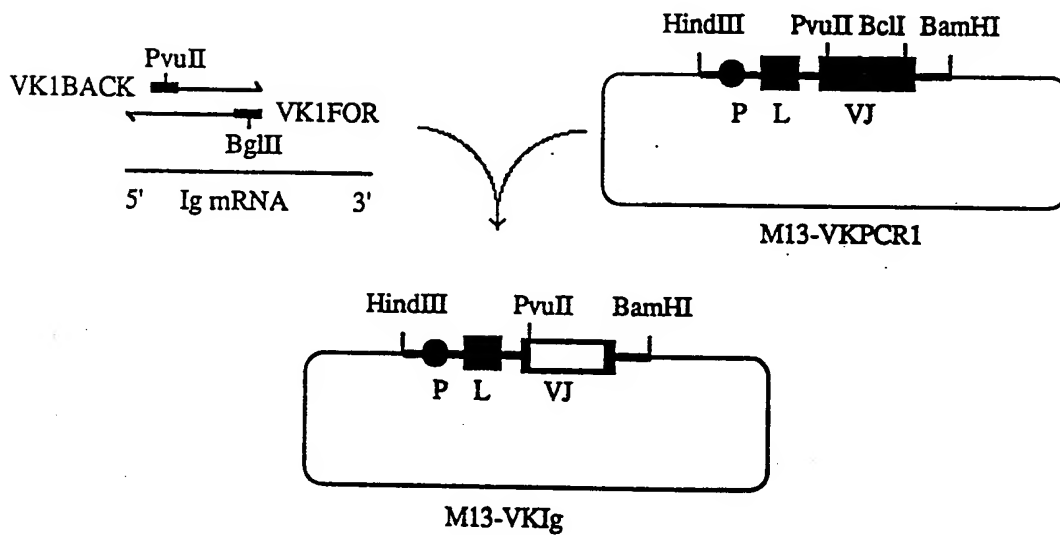 HindIII PvuII BclI BamHI
P L VJ
M13-VKPCR1
PvuII
VK1BACK
VK1FOR
BglII
5' Ig mRNA 3'
HindIII PvuII BamHI
P L VJ
M13-VKIg